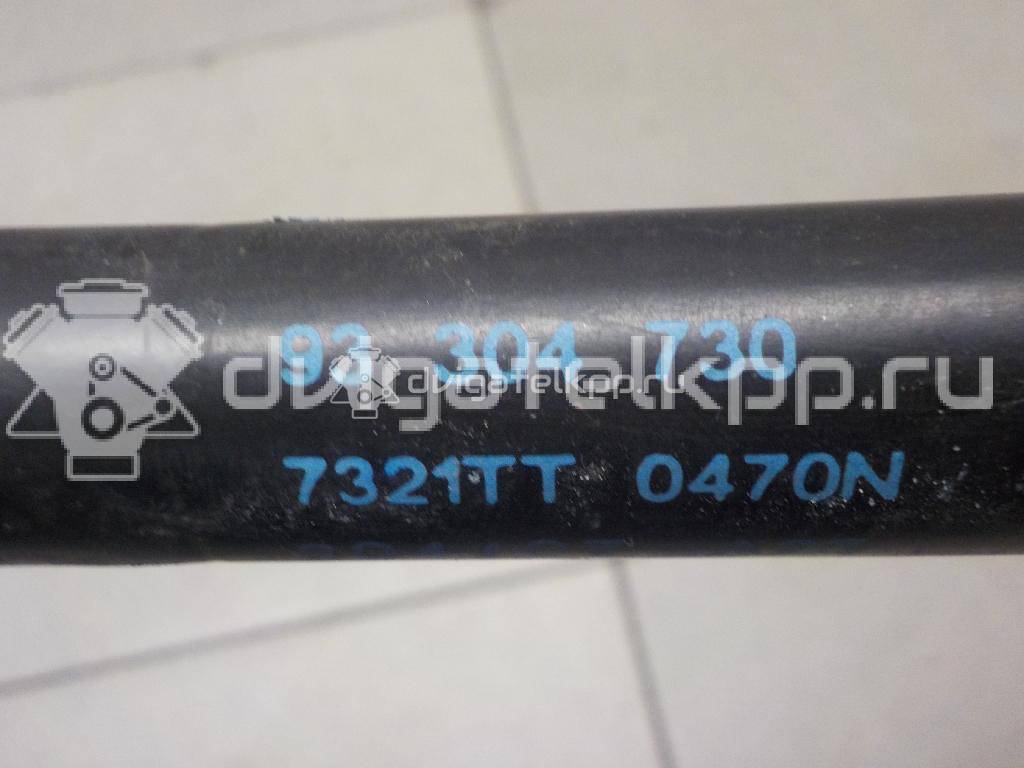 93 304 730
dvigatelkpp.ru
dvigatelkpp.ru
7321TT 0470N